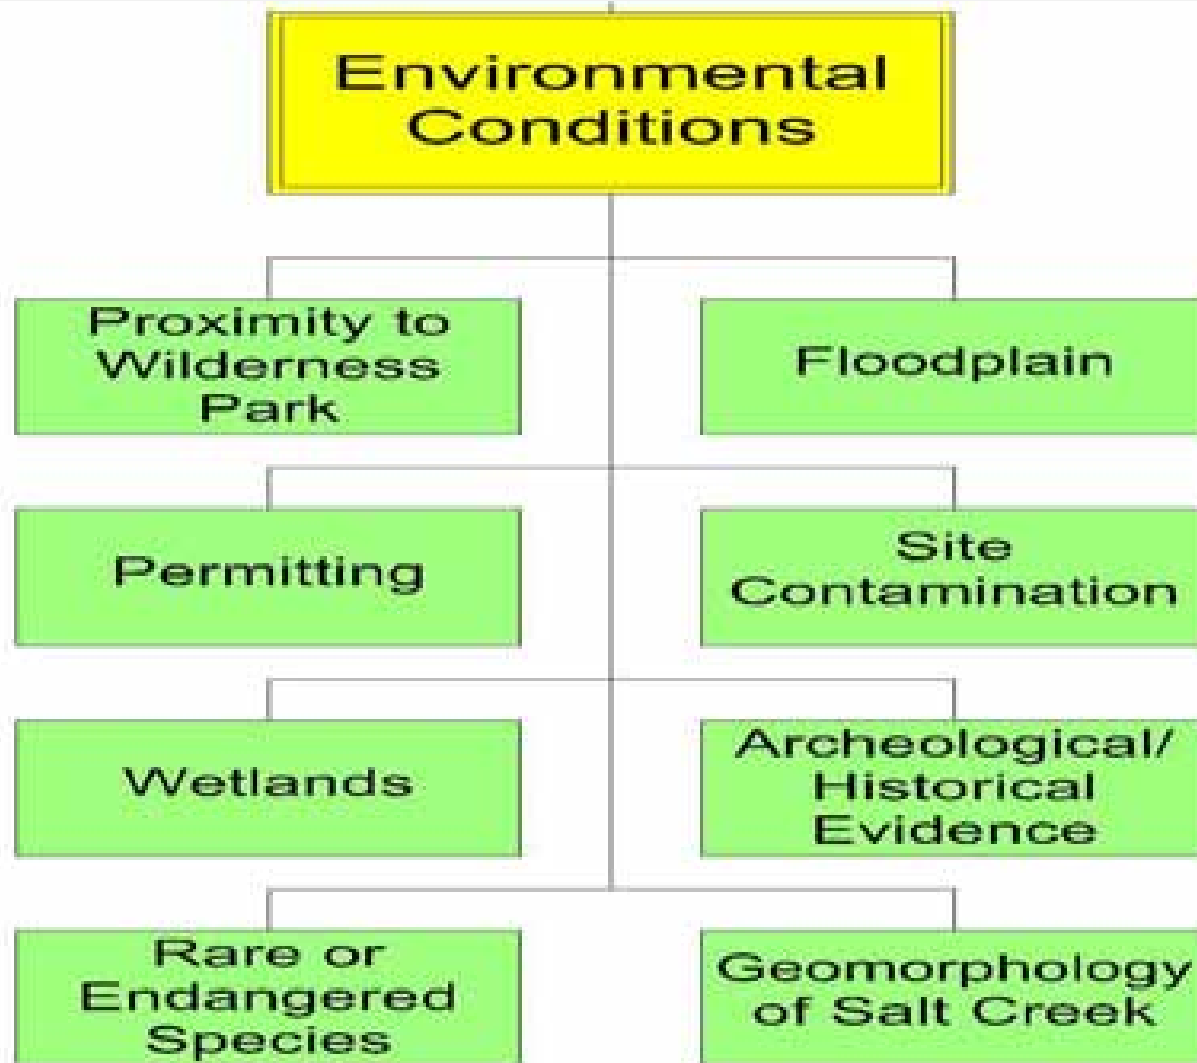 Environmental
Conditions
Proximity to
Wilderness
Park
Floodplain
Permitting
Site
Contamination
Wetlands
Archeological/
Historical
Evidence
Rare or
Endangered
Species
Geomorphology
of Salt Creek